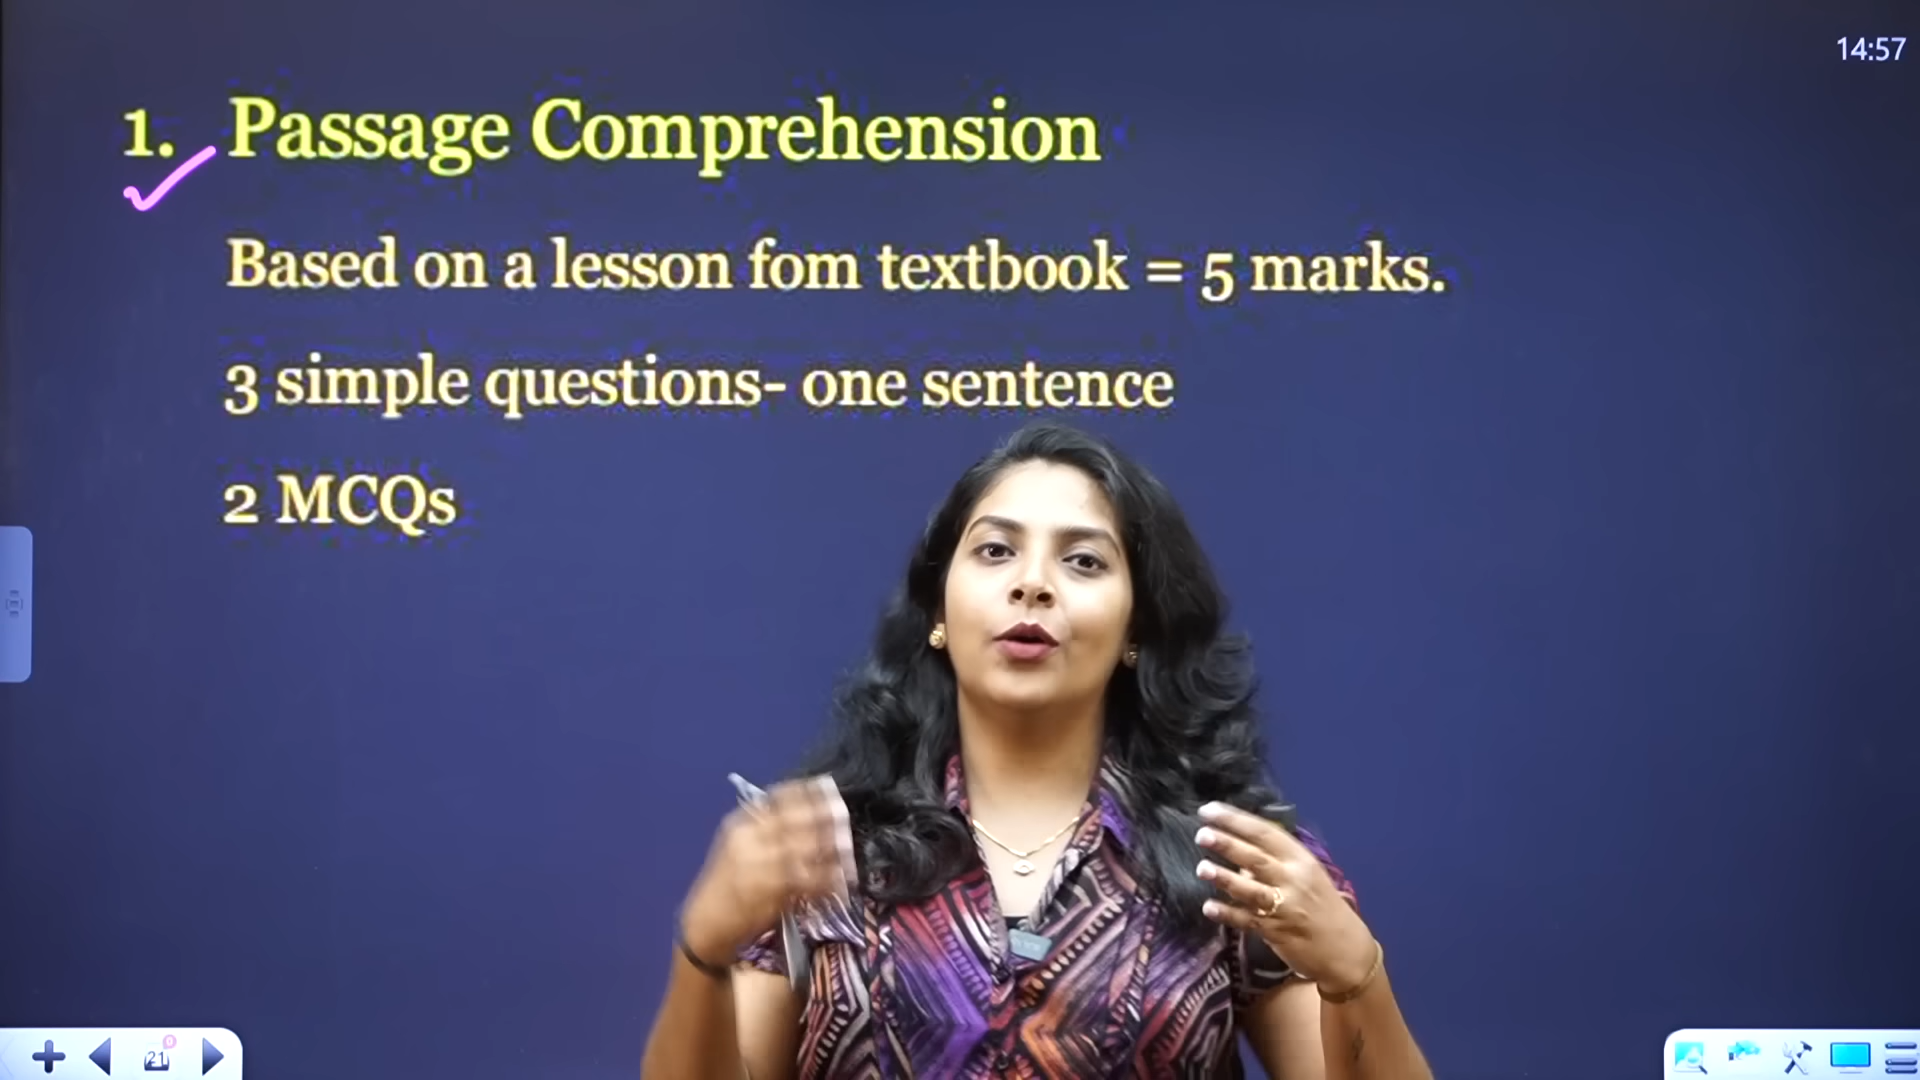 14:57
1. Passage Comprehension
Based on a lesson fom textbook = 5 marks.
3 simple questions- one sentence
2 MCQs
21
0